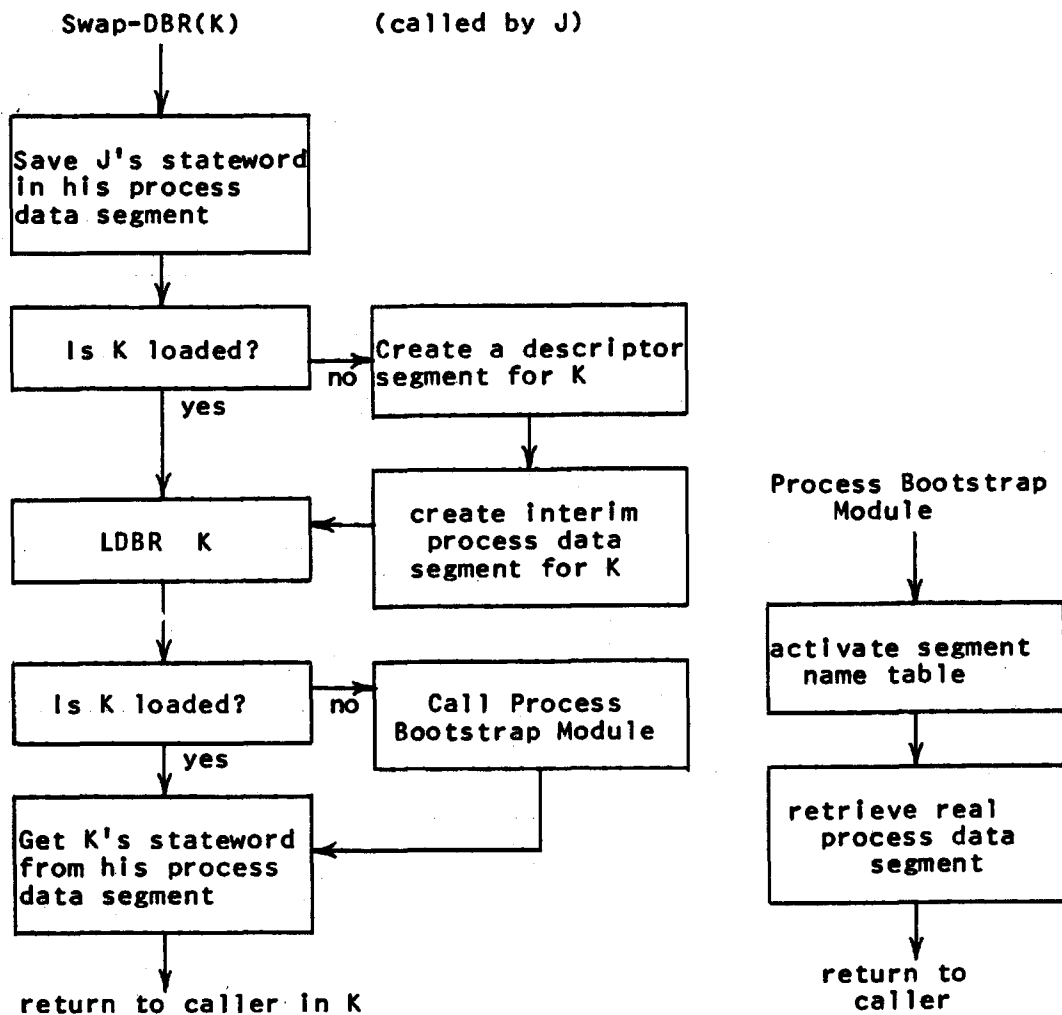 Swap-DBR(K) (called by J)
Save J's stateword
in his process
data segment
Is K loaded?
no
yes
Create a descriptor
segment for K
create interim
process data
segment for K
LDBR K
Is K loaded?
no
yes
Call Process
Bootstrap Module
Get K's stateword
from his process
data segment
return to caller in K
Process Bootstrap
Module
activate segment
name table
retrieve real
process data
segment
return to
caller